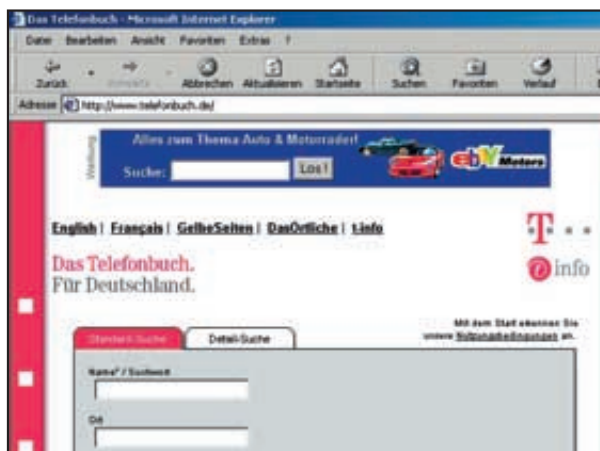 Das Telefonbuch - Microsoft Internet Explorer
Datei Bearbeiten Ansicht Favoriten Extras ?
Zurück Vorwärts Abbrechen Aktualisieren Startseite Suchen Favoriten Verlauf
Adresse http://www.telefonbuch.de/
Werbung
Alles zum Thema Auto & Motorräder!
Suche: Los!
ebY Motors
English | Français | GelbeSeiten | DasÖrtliche | t-info
T
Das Telefonbuch.
Für Deutschland.
info
Mit dem Start erkennen Sie
unsere Nutzungsbedingungen an.
Standard-Suche Detail-Suche
Name* / Suchwort
Ort